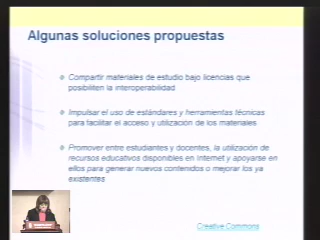 Algunas soluciones propuestas
Compartir materiales de estudio bajo licencias que
posibiliten la interoperabilidad
Impulsar el uso de estándares y herramientas técnicas
para facilitar el acceso y utilización de los materiales
Promover entre estudiantes y docentes, la utilización de
recursos educativos disponibles en Internet y apoyarse en
ellos para generar nuevos contenidos o mejorar los ya
existentes
Creative Commons